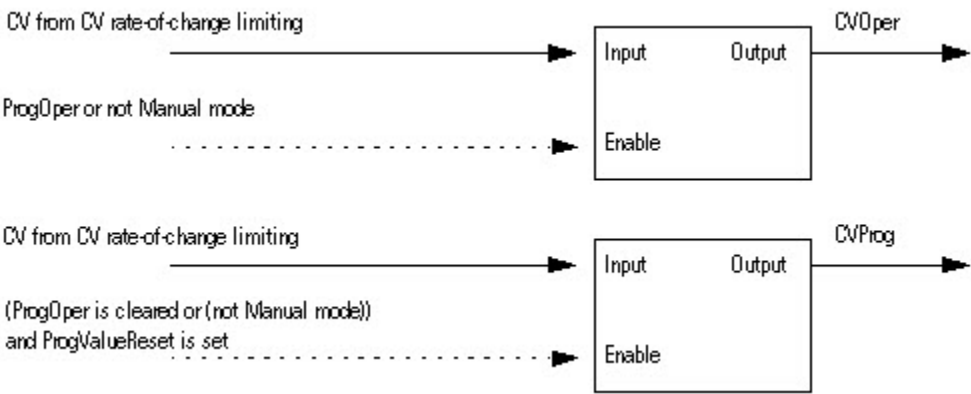 CV from CV rate-of-change limiting
CVOper
Input Output
ProgOper or not Manual mode
Enable
CV from CV rate-of-change limiting
CVProg
Input Output
(ProgOper is cleared or (not Manual mode))
and ProgValueReset is set
Enable